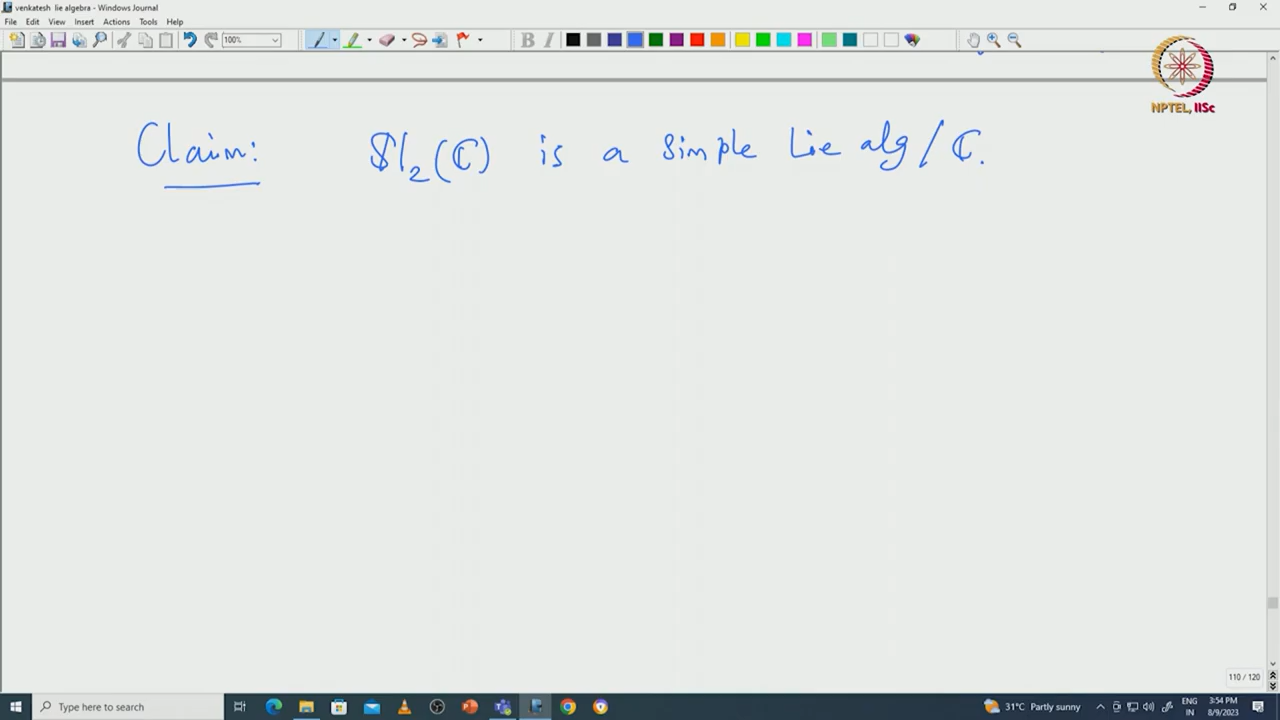 venkatesh lie algebra - Windows Journal
File Edit View Insert Actions Tools Help
100%
NPTEL, IISc
Claim: sl₂(ℂ) is a simple Lie alg / ℂ.
110 / 120
Type here to search
31°C Partly sunny
ENG
IN
3:54 PM
8/9/2023